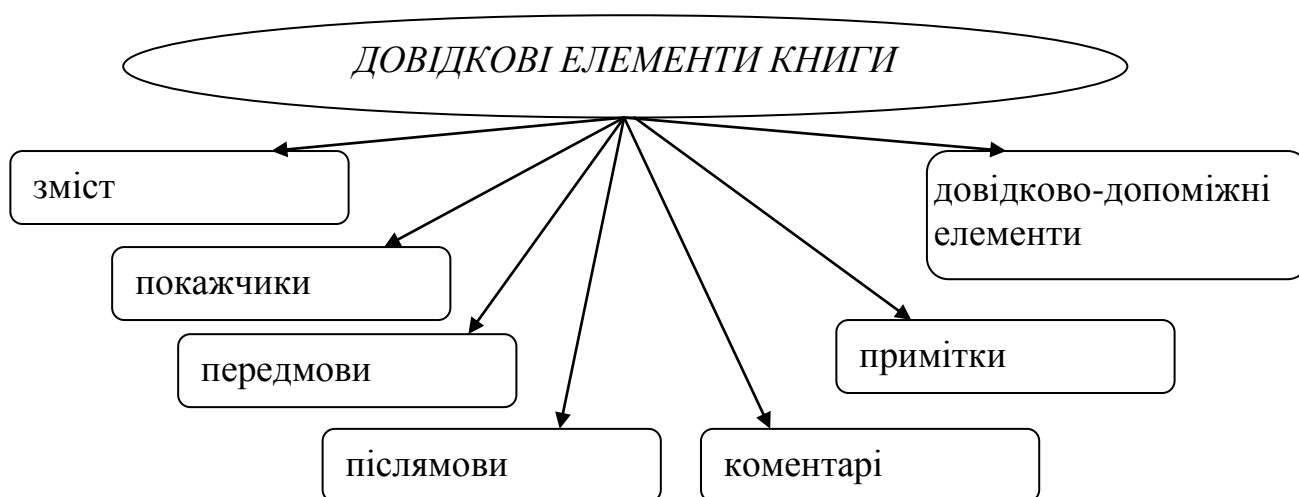 ДОВІДКОВІ ЕЛЕМЕНТИ КНИГИ
зміст
довідково-допоміжні
елементи
покажчики
передмови
примітки
післямови
коментарі